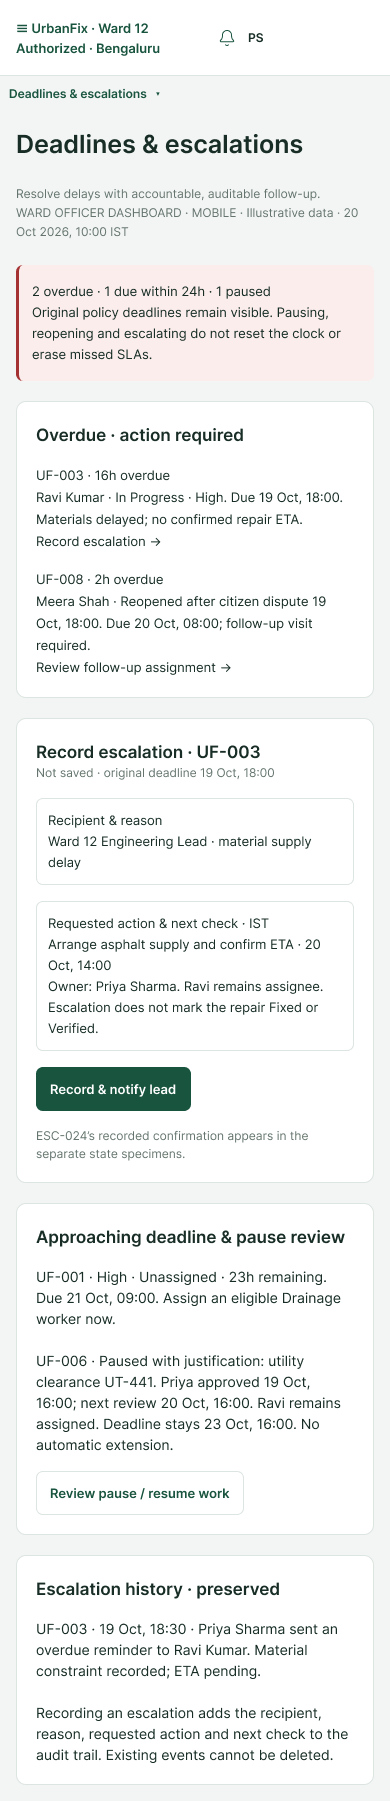 ≡ UrbanFix · Ward 12
Authorized · Bengaluru
PS
Deadlines & escalations ▾
Deadlines & escalations
Resolve delays with accountable, auditable follow-up.
WARD OFFICER DASHBOARD · MOBILE · Illustrative data · 20
Oct 2026, 10:00 IST
2 overdue · 1 due within 24h · 1 paused
Original policy deadlines remain visible. Pausing,
reopening and escalating do not reset the clock or
erase missed SLAs.
Overdue · action required
UF-003 · 16h overdue
Ravi Kumar · In Progress · High. Due 19 Oct, 18:00.
Materials delayed; no confirmed repair ETA.
Record escalation →
UF-008 · 2h overdue
Meera Shah · Reopened after citizen dispute 19
Oct, 18:00. Due 20 Oct, 08:00; follow-up visit
required.
Review follow-up assignment →
Record escalation · UF-003
Not saved · original deadline 19 Oct, 18:00
Recipient & reason
Ward 12 Engineering Lead · material supply
delay
Requested action & next check · IST
Arrange asphalt supply and confirm ETA · 20
Oct, 14:00
Owner: Priya Sharma. Ravi remains assignee.
Escalation does not mark the repair Fixed or
Verified.
Record & notify lead
ESC-024’s recorded confirmation appears in the
separate state specimens.
Approaching deadline & pause review
UF-001 · High · Unassigned · 23h remaining.
Due 21 Oct, 09:00. Assign an eligible Drainage
worker now.
UF-006 · Paused with justification: utility
clearance UT-441. Priya approved 19 Oct,
16:00; next review 20 Oct, 16:00. Ravi remains
assigned. Deadline stays 23 Oct, 16:00. No
automatic extension.
Review pause / resume work
Escalation history · preserved
UF-003 · 19 Oct, 18:30 · Priya Sharma sent an
overdue reminder to Ravi Kumar. Material
constraint recorded; ETA pending.
Recording an escalation adds the recipient,
reason, requested action and next check to the
audit trail. Existing events cannot be deleted.